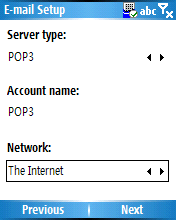 E-mail Setup abc
Server type:
POP3
Account name:
POP3
Network:
The Internet
Previous Next